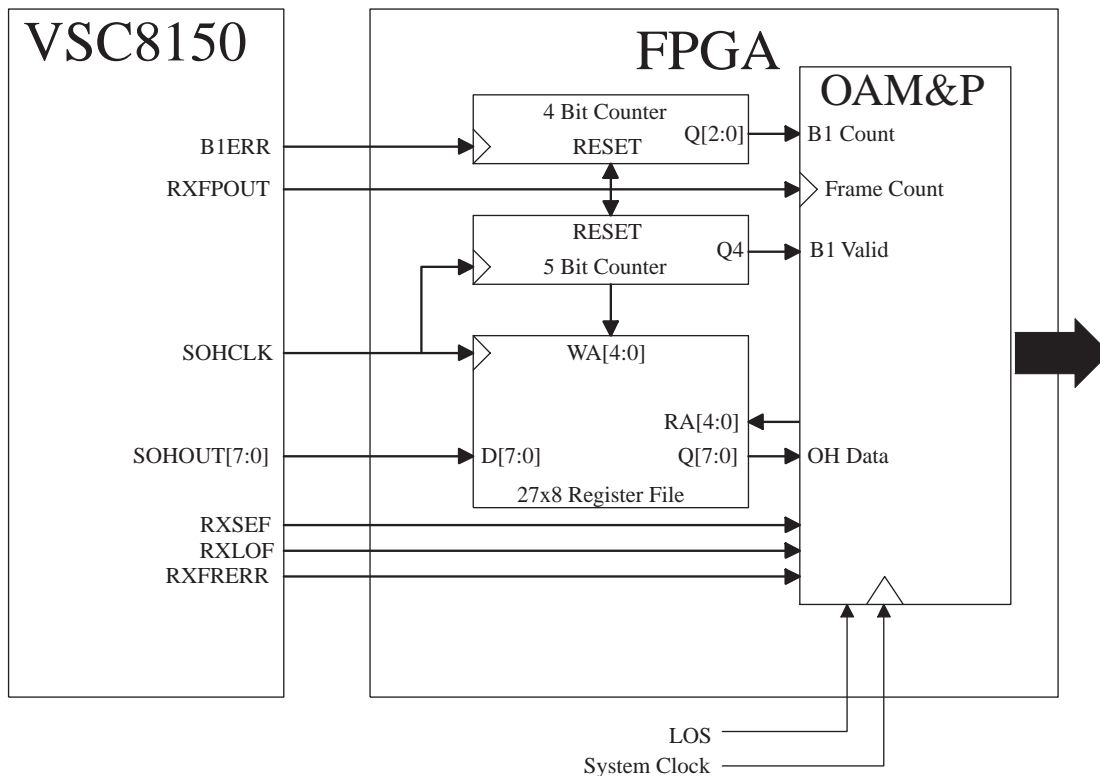 VSC8150
FPGA
OAM&P
4 Bit Counter
Q[2:0]
B1 Count
B1ERR
RESET
RXFPOUT
Frame Count
RESET
Q4
B1 Valid
5 Bit Counter
SOHCLK
WA[4:0]
RA[4:0]
SOHOUT[7:0]
D[7:0]
Q[7:0]
OH Data
27x8 Register File
RXSEF
RXLOF
RXFRERR
LOS
System Clock